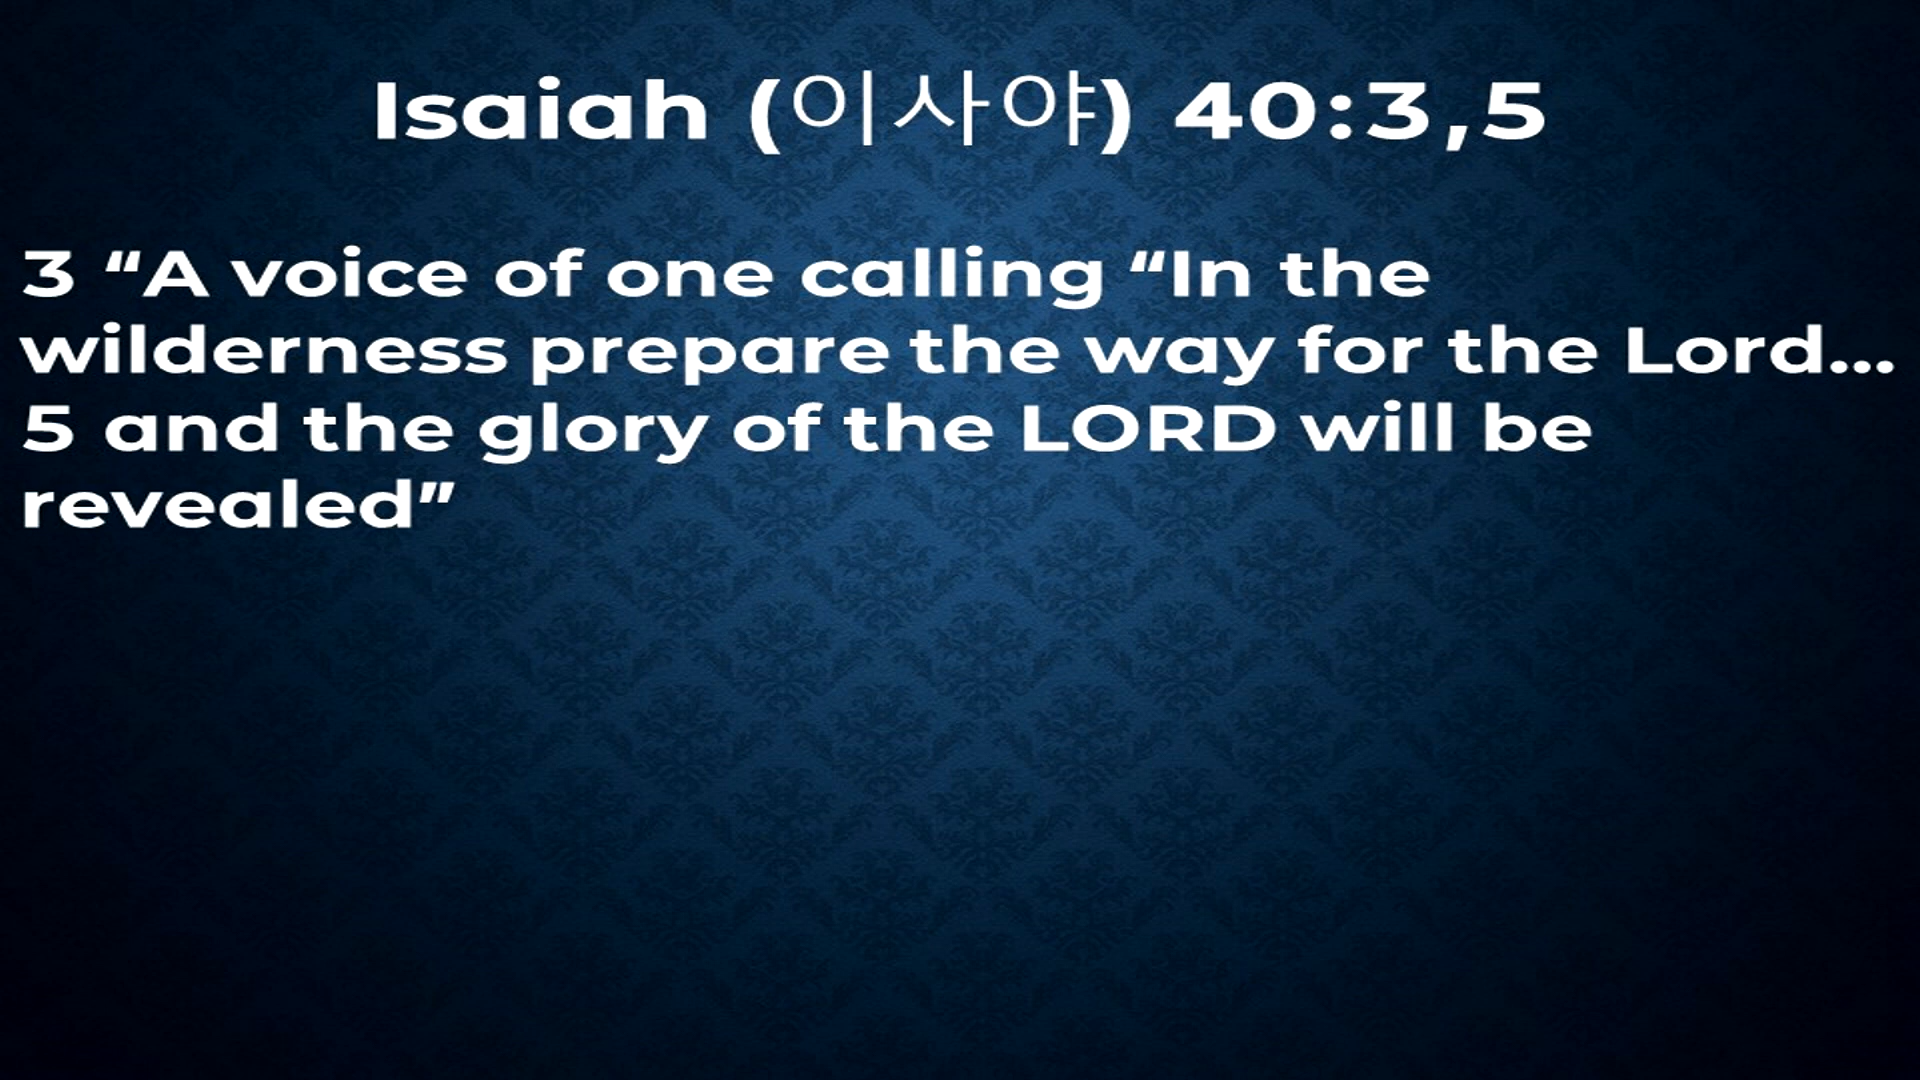 Isaiah (이사야) 40:3,5
3 “A voice of one calling “In the
wilderness prepare the way for the Lord...
5 and the glory of the LORD will be
revealed”